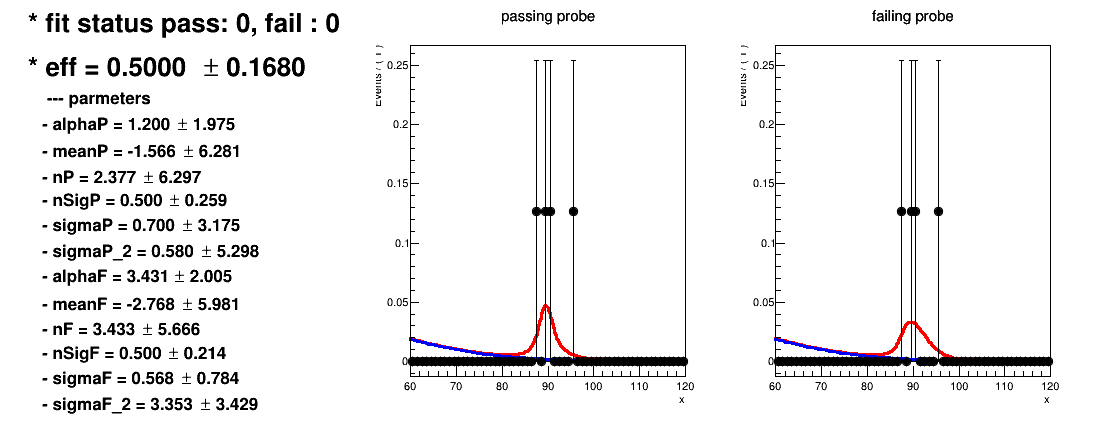 * fit status pass: 0, fail : 0
* eff = 0.5000 ± 0.1680
--- parmeters
- alphaP = 1.200 ± 1.975
- meanP = -1.566 ± 6.281
- nP = 2.377 ± 6.297
- nSigP = 0.500 ± 0.259
- sigmaP = 0.700 ± 3.175
- sigmaP_2 = 0.580 ± 5.298
- alphaF = 3.431 ± 2.005
- meanF = -2.768 ± 5.981
- nF = 3.433 ± 5.666
- nSigF = 0.500 ± 0.214
- sigmaF = 0.568 ± 0.784
- sigmaF_2 = 3.353 ± 3.429
passing probe
Events / ( 1 )
0.25
0.2
0.15
0.1
0.05
0
60 70 80 90 100 110 120
x
failing probe
Events / ( 1 )
0.25
0.2
0.15
0.1
0.05
0
60 70 80 90 100 110 120
x